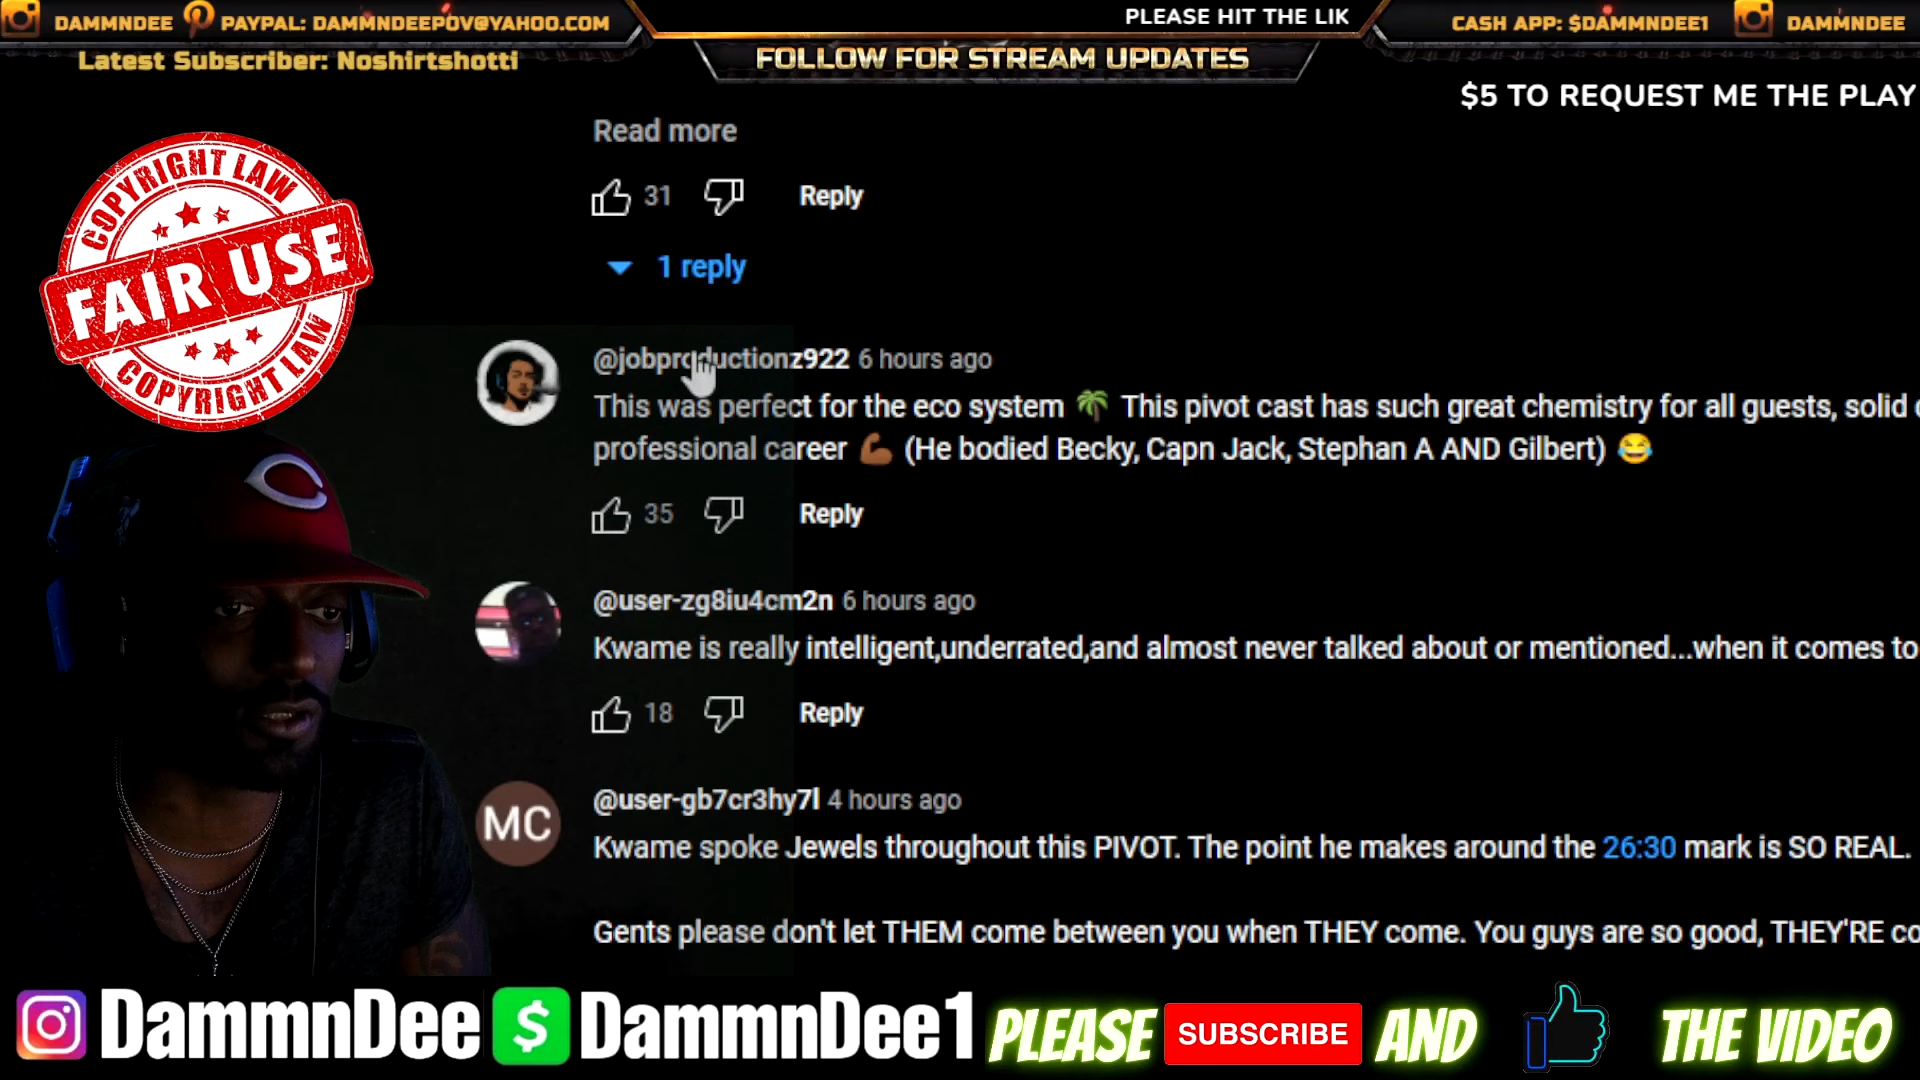 DAMMNDEE PAYPAL: DAMMNDEEPOV@YAHOO.COM
PLEASE HIT THE LIK
CASH APP: $DAMMNDEE1 DAMMNDEE
Latest Subscriber: Noshirtshotti
FOLLOW FOR STREAM UPDATES
$5 TO REQUEST ME THE PLAY
COPYRIGHT LAW
FAIR USE
COPYRIGHT LAW
Read more
31 Reply
1 reply
@jobproductionz922 6 hours ago
This was perfect for the eco system 🌴 This pivot cast has such great chemistry for all guests, solid
professional career 💪🏾 (He bodied Becky, Capn Jack, Stephan A AND Gilbert) 😂
35 Reply
@user-zg8iu4cm2n 6 hours ago
Kwame is really intelligent,underrated,and almost never talked about or mentioned...when it comes to
18 Reply
MC
@user-gb7cr3hy7l 4 hours ago
Kwame spoke Jewels throughout this PIVOT. The point he makes around the 26:30 mark is SO REAL.
Gents please don't let THEM come between you when THEY come. You guys are so good, THEY'RE co
DammnDee $ DammnDee1 PLEASE SUBSCRIBE AND THE VIDEO